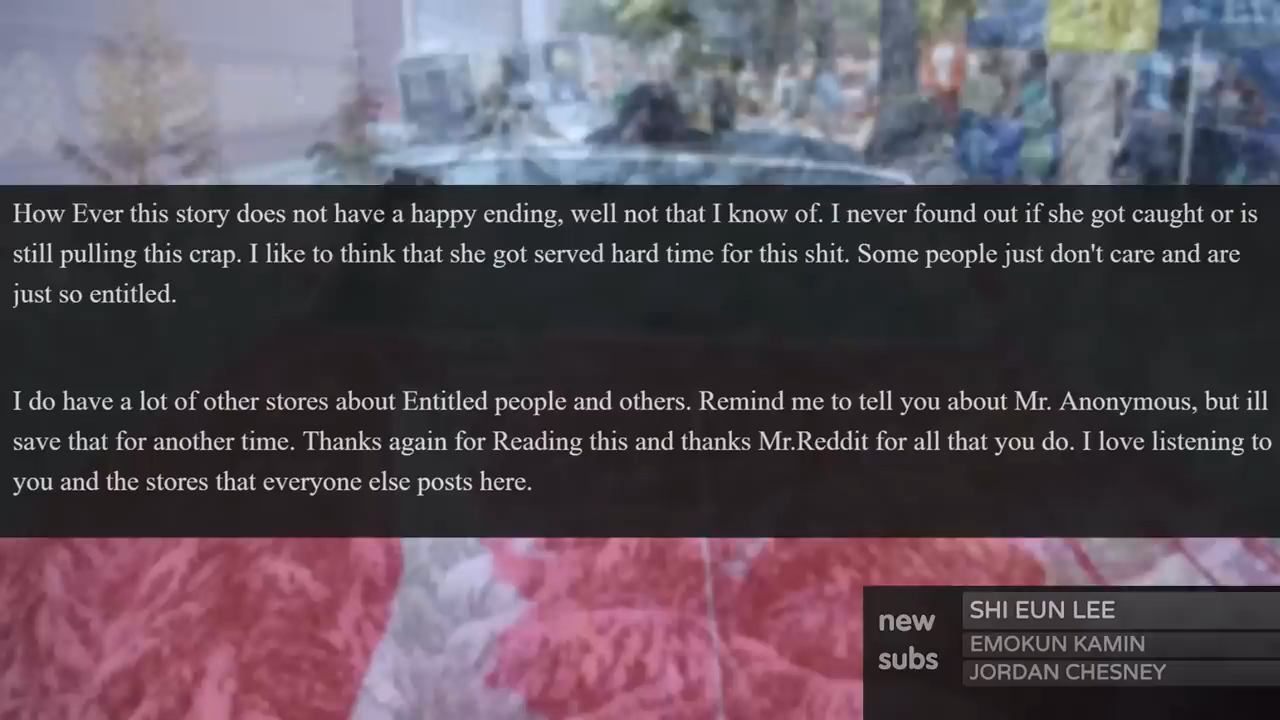 How Ever this story does not have a happy ending, well not that I know of. I never found out if she got caught or is
still pulling this crap. I like to think that she got served hard time for this shit. Some people just don't care and are
just so entitled.
I do have a lot of other stores about Entitled people and others. Remind me to tell you about Mr. Anonymous, but ill
save that for another time. Thanks again for Reading this and thanks Mr.Reddit for all that you do. I love listening to
you and the stores that everyone else posts here.
new
subs
SHI EUN LEE
EMOKUN KAMIN
JORDAN CHESNEY